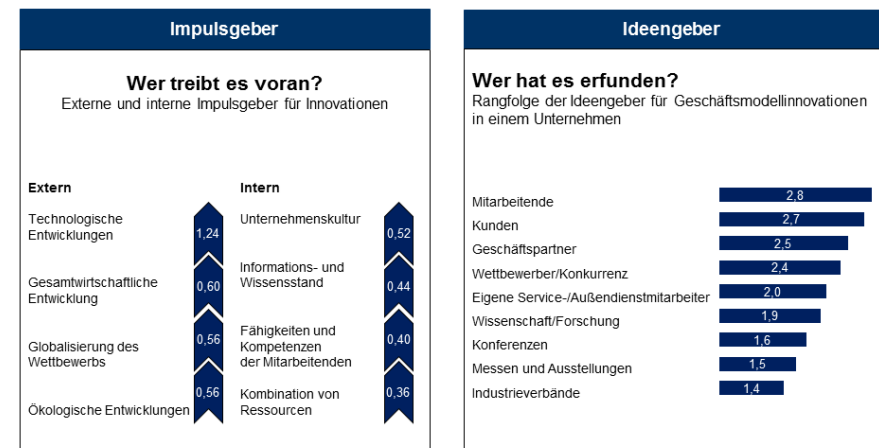 Impulsgeber
Wer treibt es voran?
Externe und interne Impulsgeber für Innovationen
Extern
Technologische
Entwicklungen
1,24
Gesamtwirtschaftliche
Entwicklung
0,60
Globalisierung des
Wettbewerbs
0,56
Ökologische Entwicklungen
0,56
Intern
Unternehmenskultur
0,52
Informations- und
Wissensstand
0,44
Fähigkeiten und
Kompetenzen
der Mitarbeitenden
0,40
Kombination von
Ressourcen
0,36
Ideengeber
Wer hat es erfunden?
Rangfolge der Ideengeber für Geschäftsmodellinnovationen
in einem Unternehmen
Mitarbeitende 2,8
Kunden 2,7
Geschäftspartner 2,5
Wettbewerber/Konkurrenz 2,4
Eigene Service-/Außendienstmitarbeiter 2,0
Wissenschaft/Forschung 1,9
Konferenzen 1,6
Messen und Ausstellungen 1,5
Industrieverbände 1,4